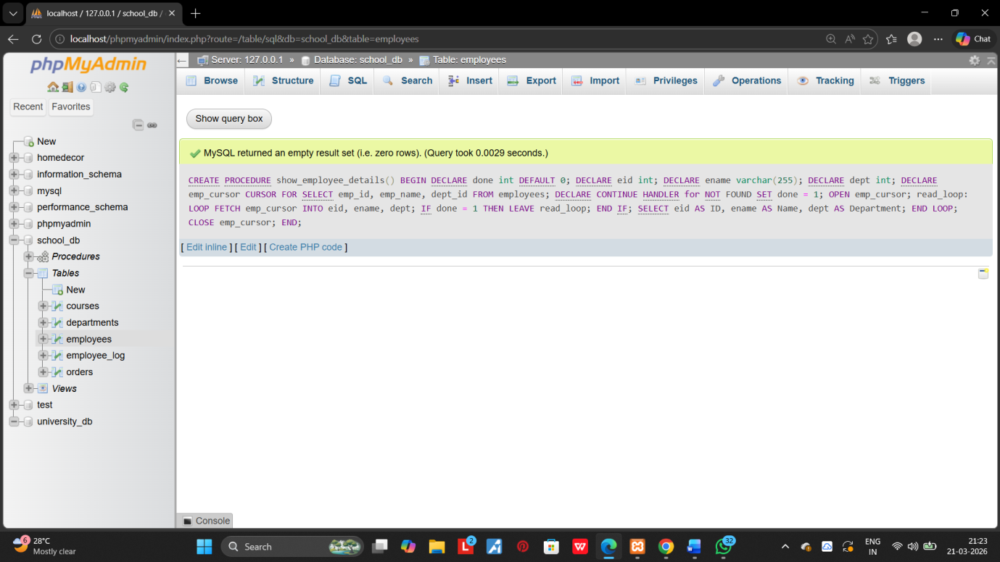 localhost / 127.0.0.1 / school_db /
localhost/phpmyadmin/index.php?route=/table/sql&db=school_db&table=employees
Chat
phpMyAdmin
Recent
Favorites
New
homedecor
information_schema
mysql
performance_schema
phpmyadmin
school_db
Procedures
Tables
New
courses
departments
employees
employee_log
orders
Views
test
university_db
Server: 127.0.0.1 » Database: school_db » Table: employees
Browse
Structure
SQL
Search
Insert
Export
Import
Privileges
Operations
Tracking
Triggers
Show query box
MySQL returned an empty result set (i.e. zero rows). (Query took 0.0029 seconds.)
CREATE PROCEDURE show_employee_details() BEGIN DECLARE done int DEFAULT 0; DECLARE eid int; DECLARE ename varchar(255); DECLARE dept int; DECLARE
emp_cursor CURSOR FOR SELECT emp_id, emp_name, dept_id FROM employees; DECLARE CONTINUE HANDLER for NOT FOUND SET done = 1; OPEN emp_cursor; read_loop:
LOOP FETCH emp_cursor INTO eid, ename, dept; IF done = 1 THEN LEAVE read_loop; END IF; SELECT eid AS ID, ename AS Name, dept AS Department; END LOOP;
CLOSE emp_cursor; END;
[ Edit inline ] [ Edit ] [ Create PHP code ]
Console
6
28°C
Mostly clear
Search
L
2
W
W
32
ENG
IN
21:23
21-03-2026